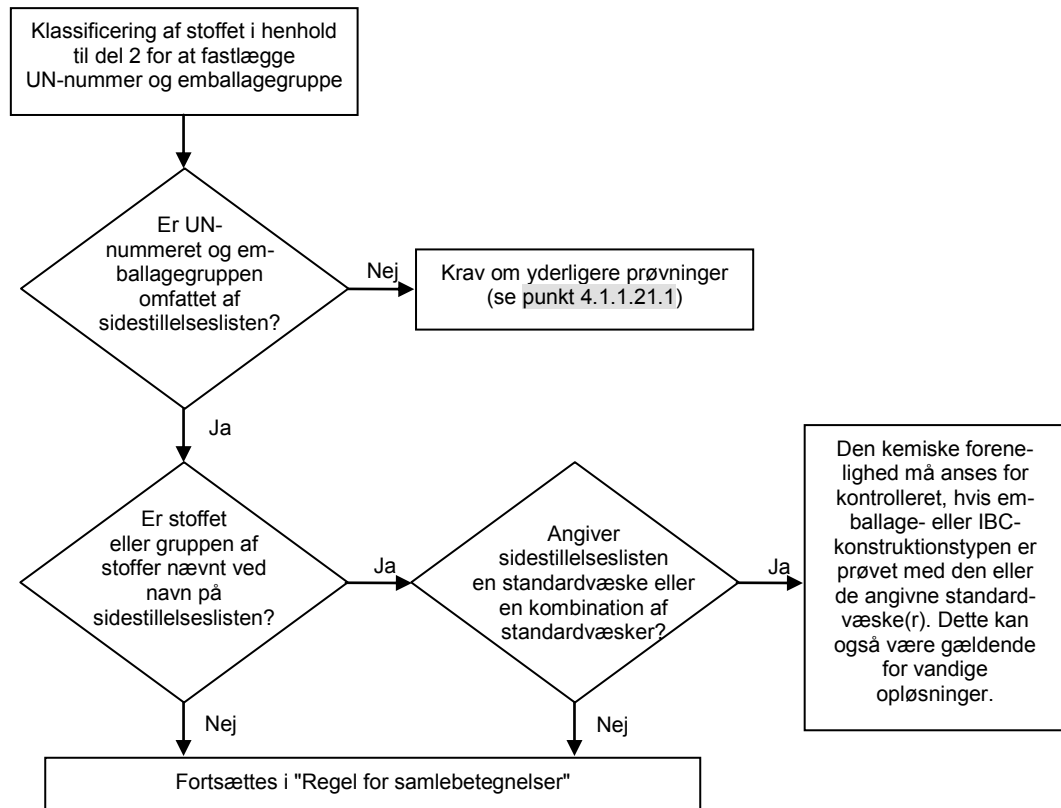 Klassificering af stoffet i henhold
til del 2 for at fastlægge
UN-nummer og emballagegruppe
Er UN-
nummeret og em-
ballagegruppen
omfattet af
sidestillelseslisten?
Nej
Krav om yderligere prøvninger
(se punkt 4.1.1.21.1)
Ja
Er stoffet
eller gruppen af
stoffer nævnt ved
navn på
sidestillelseslisten?
Ja
Angiver
sidestillelseslisten
en standardvæske eller
en kombination af
standardvæsker?
Ja
Den kemiske forene-
lighed må anses for
kontrolleret, hvis em-
ballage- eller IBC-
konstruktionstypen er
prøvet med den eller
de angivne standard-
væske(r). Dette kan
også være gældende
for vandige
opløsninger.
Nej
Nej
Fortsættes i "Regel for samlebetegnelser"